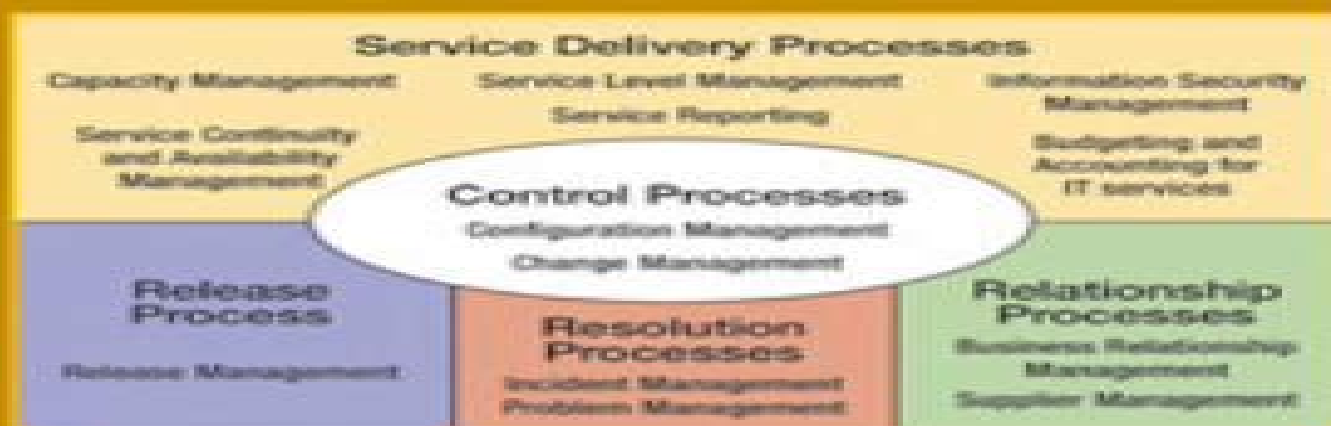 Service Delivery Processes
Capacity Management
Service Continuity
and Availability
Management
Service Level Management
Service Reporting
Information Security
Management
Budgeting and
Accounting for
IT services
Control Processes
Configuration Management
Change Management
Release
Process
Release Management
Resolution
Processes
Incident Management
Problem Management
Relationship
Processes
Business Relationship
Management
Supplier Management